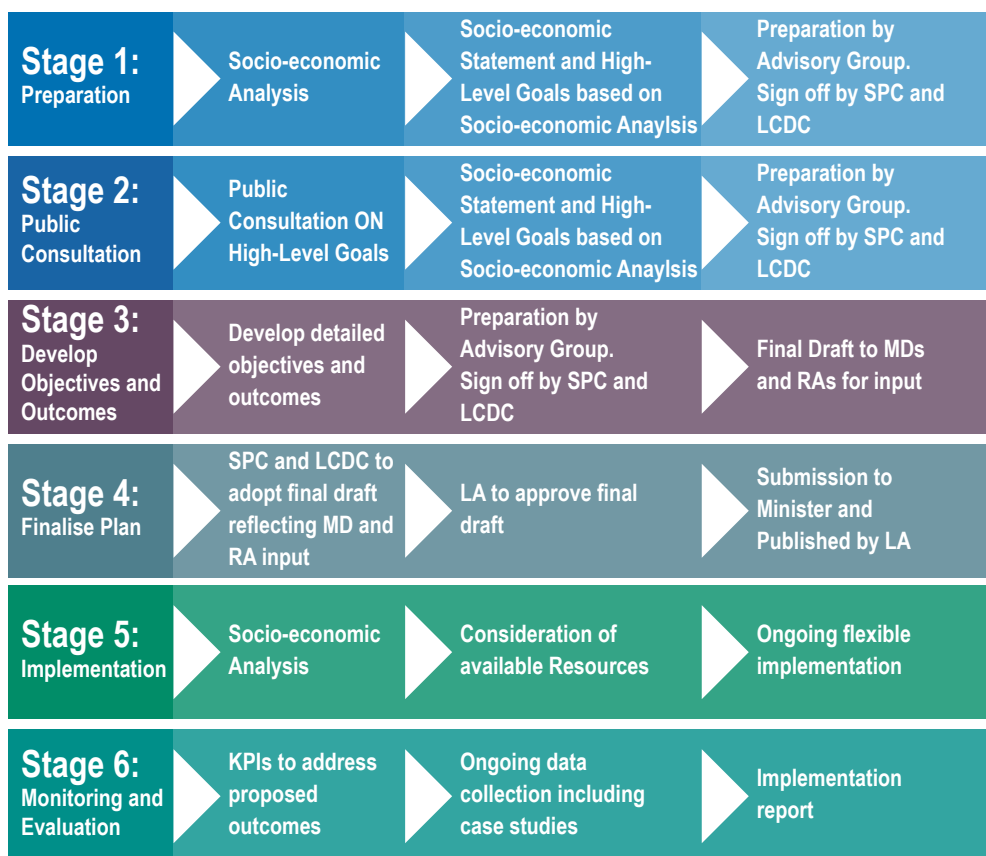 Stage 1:
Preparation
Socio-economic
Analysis
Socio-economic
Statement and High-
Level Goals based on
Socio-economic Anaylsis
Preparation by
Advisory Group.
Sign off by SPC and
LCDC
Stage 2:
Public
Consultation
Public
Consultation ON
High-Level Goals
Socio-economic
Statement and High-
Level Goals based on
Socio-economic Anaylsis
Preparation by
Advisory Group.
Sign off by SPC and
LCDC
Stage 3:
Develop
Objectives and
Outcomes
Develop detailed
objectives and
outcomes
Preparation by
Advisory Group.
Sign off by SPC and
LCDC
Final Draft to MDs
and RAs for input
Stage 4:
Finalise Plan
SPC and LCDC to
adopt final draft
reflecting MD and
RA input
LA to approve final
draft
Submission to
Minister and
Published by LA
Stage 5:
Implementation
Socio-economic
Analysis
Consideration of
available Resources
Ongoing flexible
implementation
Stage 6:
Monitoring and
Evaluation
KPIs to address
proposed
outcomes
Ongoing data
collection including
case studies
Implementation
report